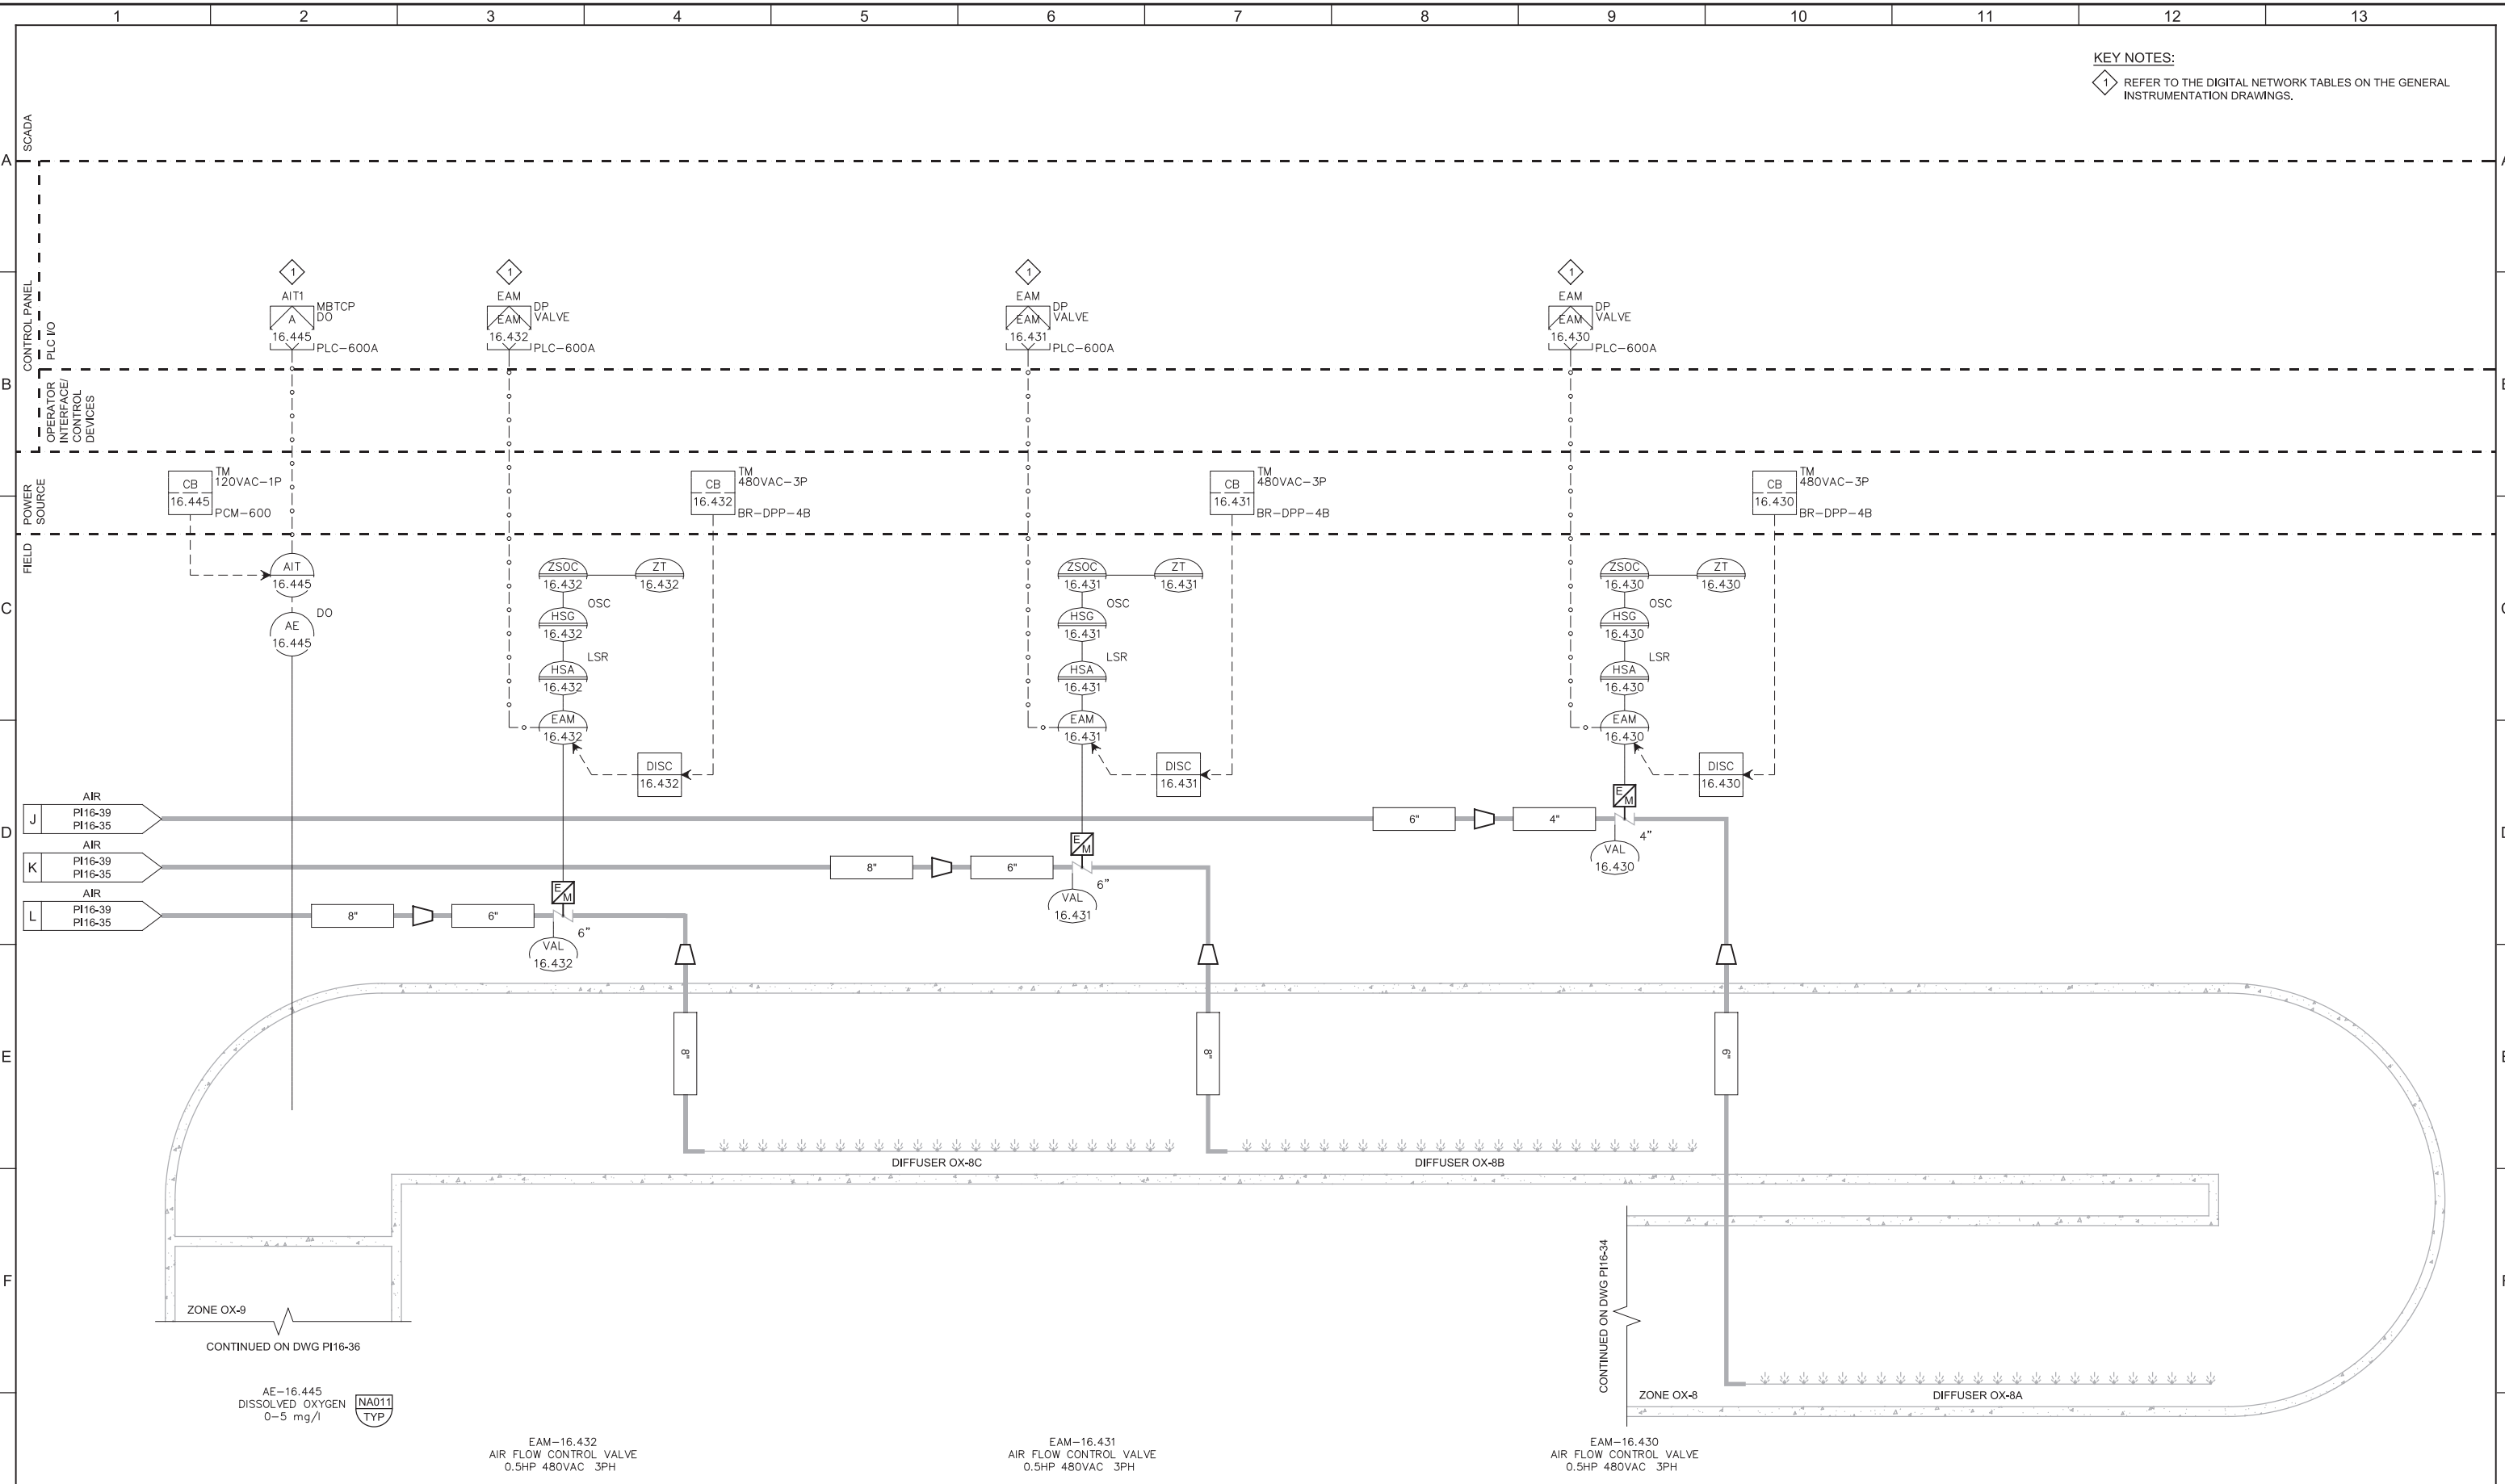 1 2 3 4 5 6 7 8 9 10 11 12 13
KEY NOTES:
1 REFER TO THE DIGITAL NETWORK TABLES ON THE GENERAL
INSTRUMENTATION DRAWINGS.
SCADA
A
CONTROL PANEL
PLC I/O
1
AIT1
A
16.445
MBTCP
DO
PLC-600A
1
EAM
EAM
16.432
DP
VALVE
PLC-600A
1
EAM
EAM
16.431
DP
VALVE
PLC-600A
1
EAM
EAM
16.430
DP
VALVE
PLC-600A
B
OPERATOR
INTERFACE/
CONTROL
DEVICES
POWER
SOURCE
CB
16.445
TM
120VAC-1P
PCM-600
CB
16.432
TM
480VAC-3P
BR-DPP-4B
CB
16.431
TM
480VAC-3P
BR-DPP-4B
CB
16.430
TM
480VAC-3P
BR-DPP-4B
FIELD
C
AIT
16.445
AE
16.445
DO
ZSOC
16.432
ZT
16.432
OSC
HSG
16.432
LSR
HSA
16.432
EAM
16.432
DISC
16.432
ZSOC
16.431
ZT
16.431
OSC
HSG
16.431
LSR
HSA
16.431
EAM
16.431
DISC
16.431
ZSOC
16.430
ZT
16.430
OSC
HSG
16.430
LSR
HSA
16.430
EAM
16.430
DISC
16.430
D
AIR
J
PI16-39
PI16-35
6"
4"
E
M
4"
VAL
16.430
AIR
K
PI16-39
PI16-35
8"
6"
E
M
6"
VAL
16.431
AIR
L
PI16-39
PI16-35
8"
6"
E
M
6"
VAL
16.432
E
8"
8"
6"
DIFFUSER OX-8C
DIFFUSER OX-8B
F
ZONE OX-9
CONTINUED ON DWG PI16-36
CONTINUED ON DWG PI16-34
ZONE OX-8
DIFFUSER OX-8A
AE-16.445
DISSOLVED OXYGEN
0-5 mg/l
NA011
TYP
EAM-16.432
AIR FLOW CONTROL VALVE
0.5HP 480VAC 3PH
EAM-16.431
AIR FLOW CONTROL VALVE
0.5HP 480VAC 3PH
EAM-16.430
AIR FLOW CONTROL VALVE
0.5HP 480VAC 3PH